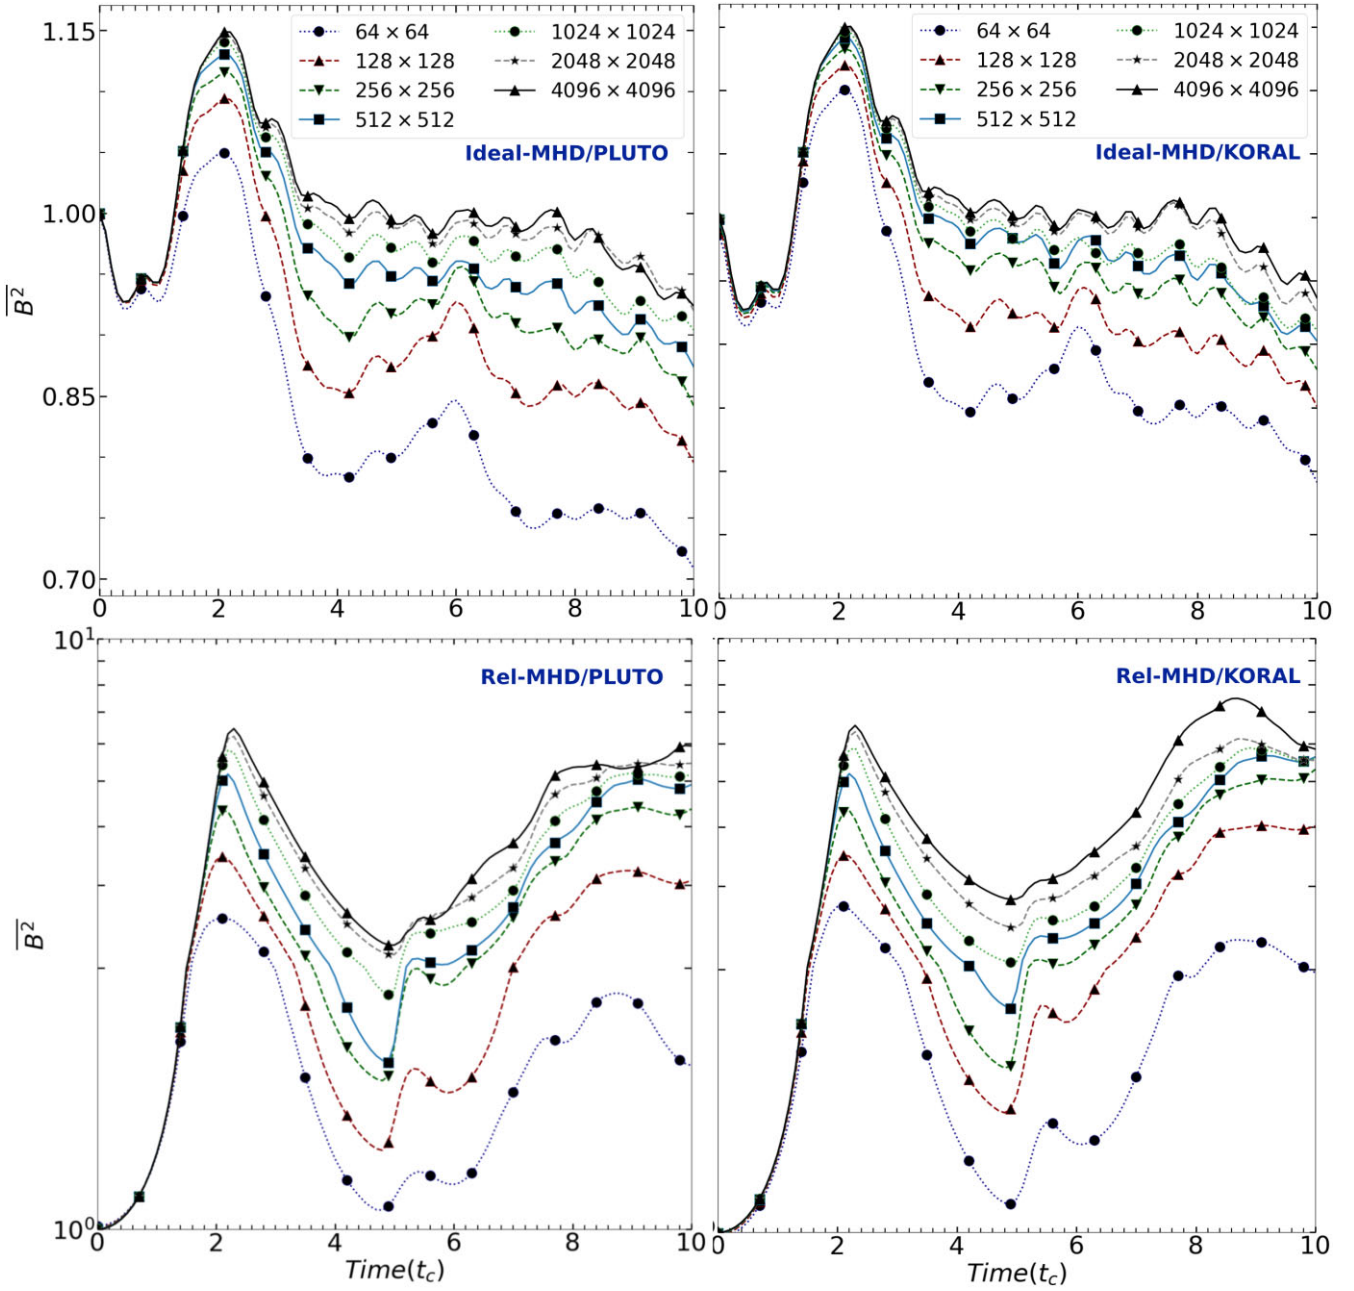 1.15
1.00
0.85
0.70
B²
64 × 64
128 × 128
256 × 256
512 × 512
1024 × 1024
2048 × 2048
4096 × 4096
Ideal-MHD/PLUTO
0 2 4 6 8 10
64 × 64
128 × 128
256 × 256
512 × 512
1024 × 1024
2048 × 2048
4096 × 4096
Ideal-MHD/KORAL
0 2 4 6 8 10
10¹
10⁰
B²
Rel-MHD/PLUTO
0 2 4 6 8 10
Time(t_c)
Rel-MHD/KORAL
0 2 4 6 8 10
Time(t_c)